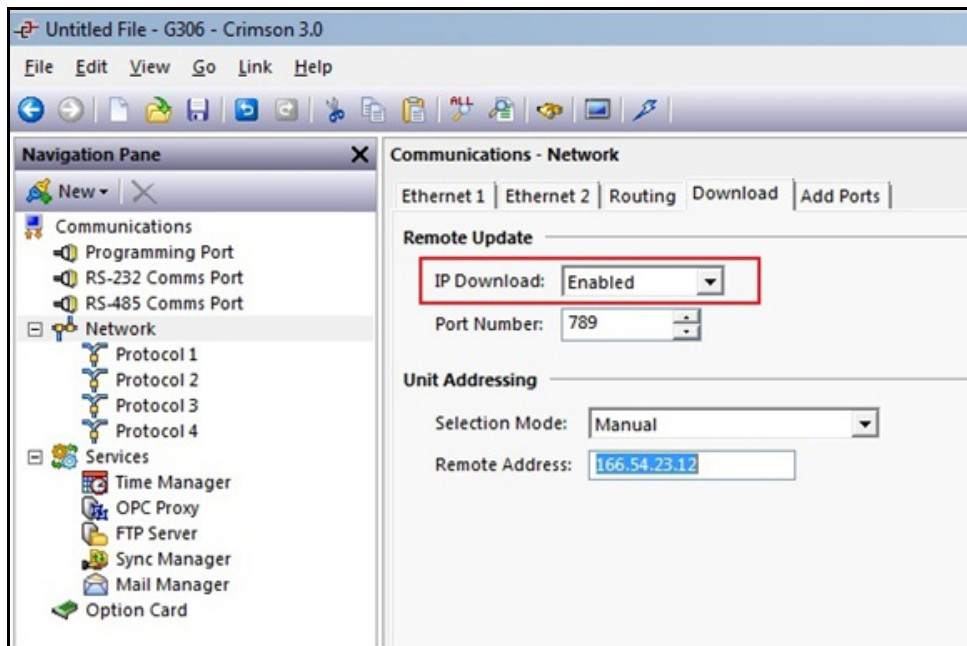 Untitled File - G306 - Crimson 3.0
File Edit View Go Link Help
ALL
Navigation Pane
New
Communications
Programming Port
RS-232 Comms Port
RS-485 Comms Port
Network
Protocol 1
Protocol 2
Protocol 3
Protocol 4
Services
Time Manager
OPC Proxy
FTP Server
Sync Manager
Mail Manager
Option Card
Communications - Network
Ethernet 1 Ethernet 2 Routing Download Add Ports
Remote Update
IP Download: Enabled
Port Number: 789
Unit Addressing
Selection Mode: Manual
Remote Address: 166.54.23.12